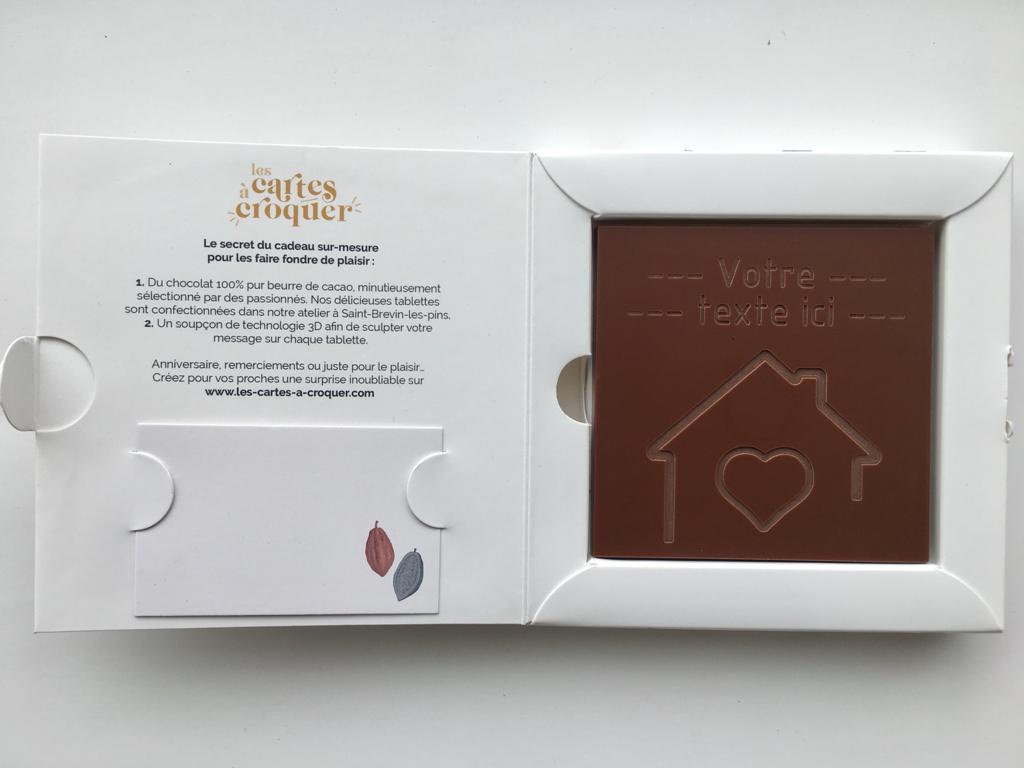 les
à cartes
croquer
Le secret du cadeau sur-mesure
pour les faire fondre de plaisir :
1. Du chocolat 100% pur beurre de cacao, minutieusement
sélectionné par des passionnés. Nos délicieuses tablettes
sont confectionnées dans notre atelier à Saint-Brevin-les-pins.
2. Un soupçon de technologie 3D afin de sculpter votre
message sur chaque tablette.
Anniversaire, remerciements ou juste pour le plaisir...
Créez pour vos proches une surprise inoubliable sur
www.les-cartes-a-croquer.com
--- Votre ---
--- texte ici ---